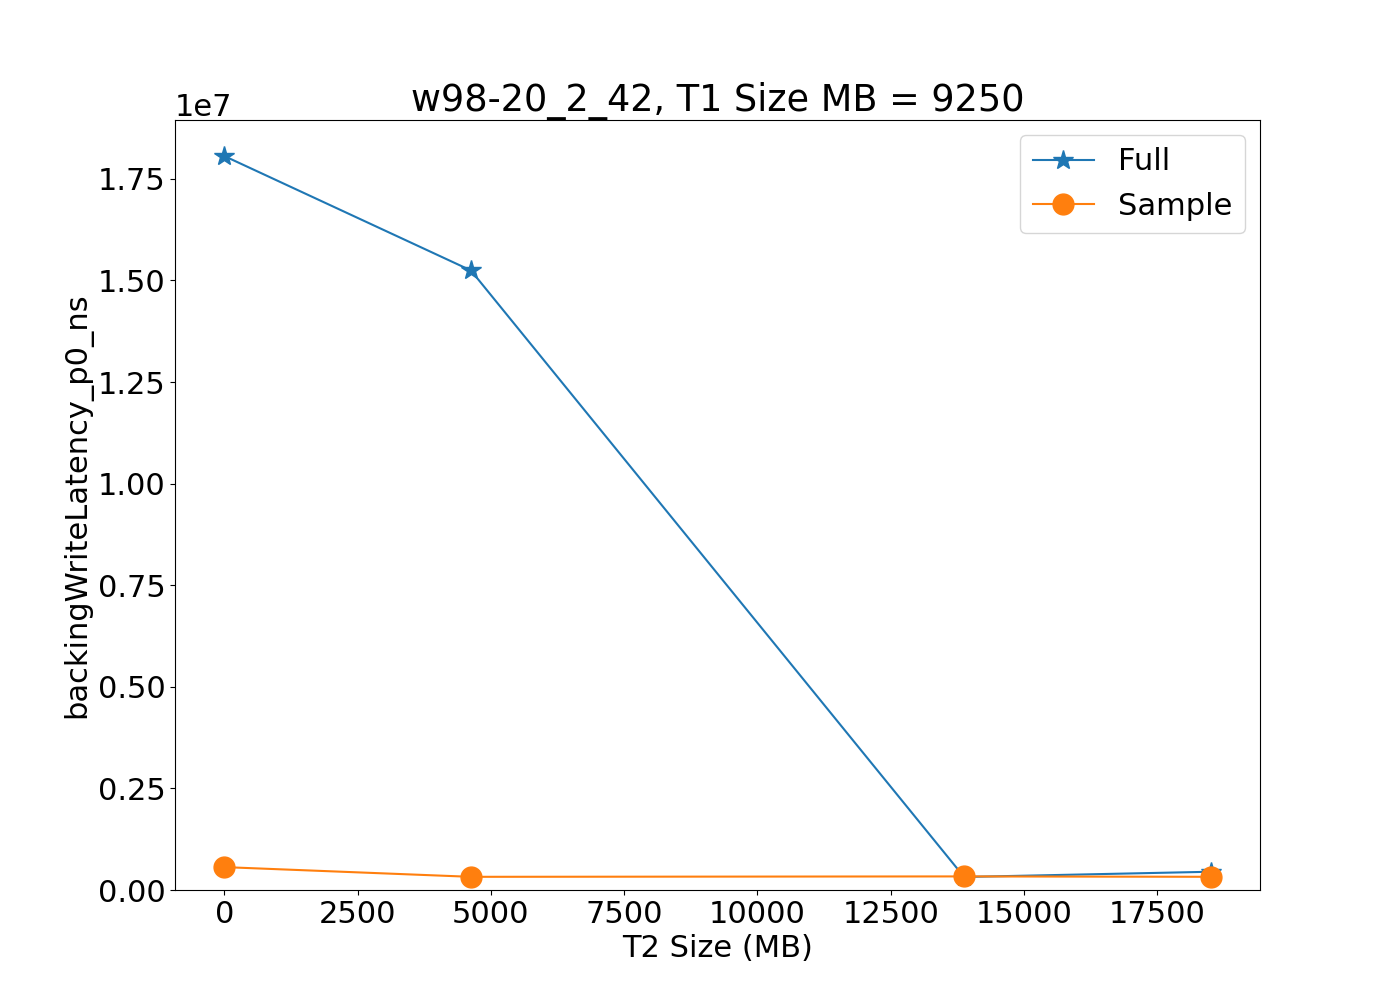 w98-20_2_42, T1 Size MB = 9250
1e7
Full
Sample
1.75
1.50
1.25
1.00
0.75
0.50
0.25
0.00
backingWriteLatency_p0_ns
0 2500 5000 7500 10000 12500 15000 17500
T2 Size (MB)